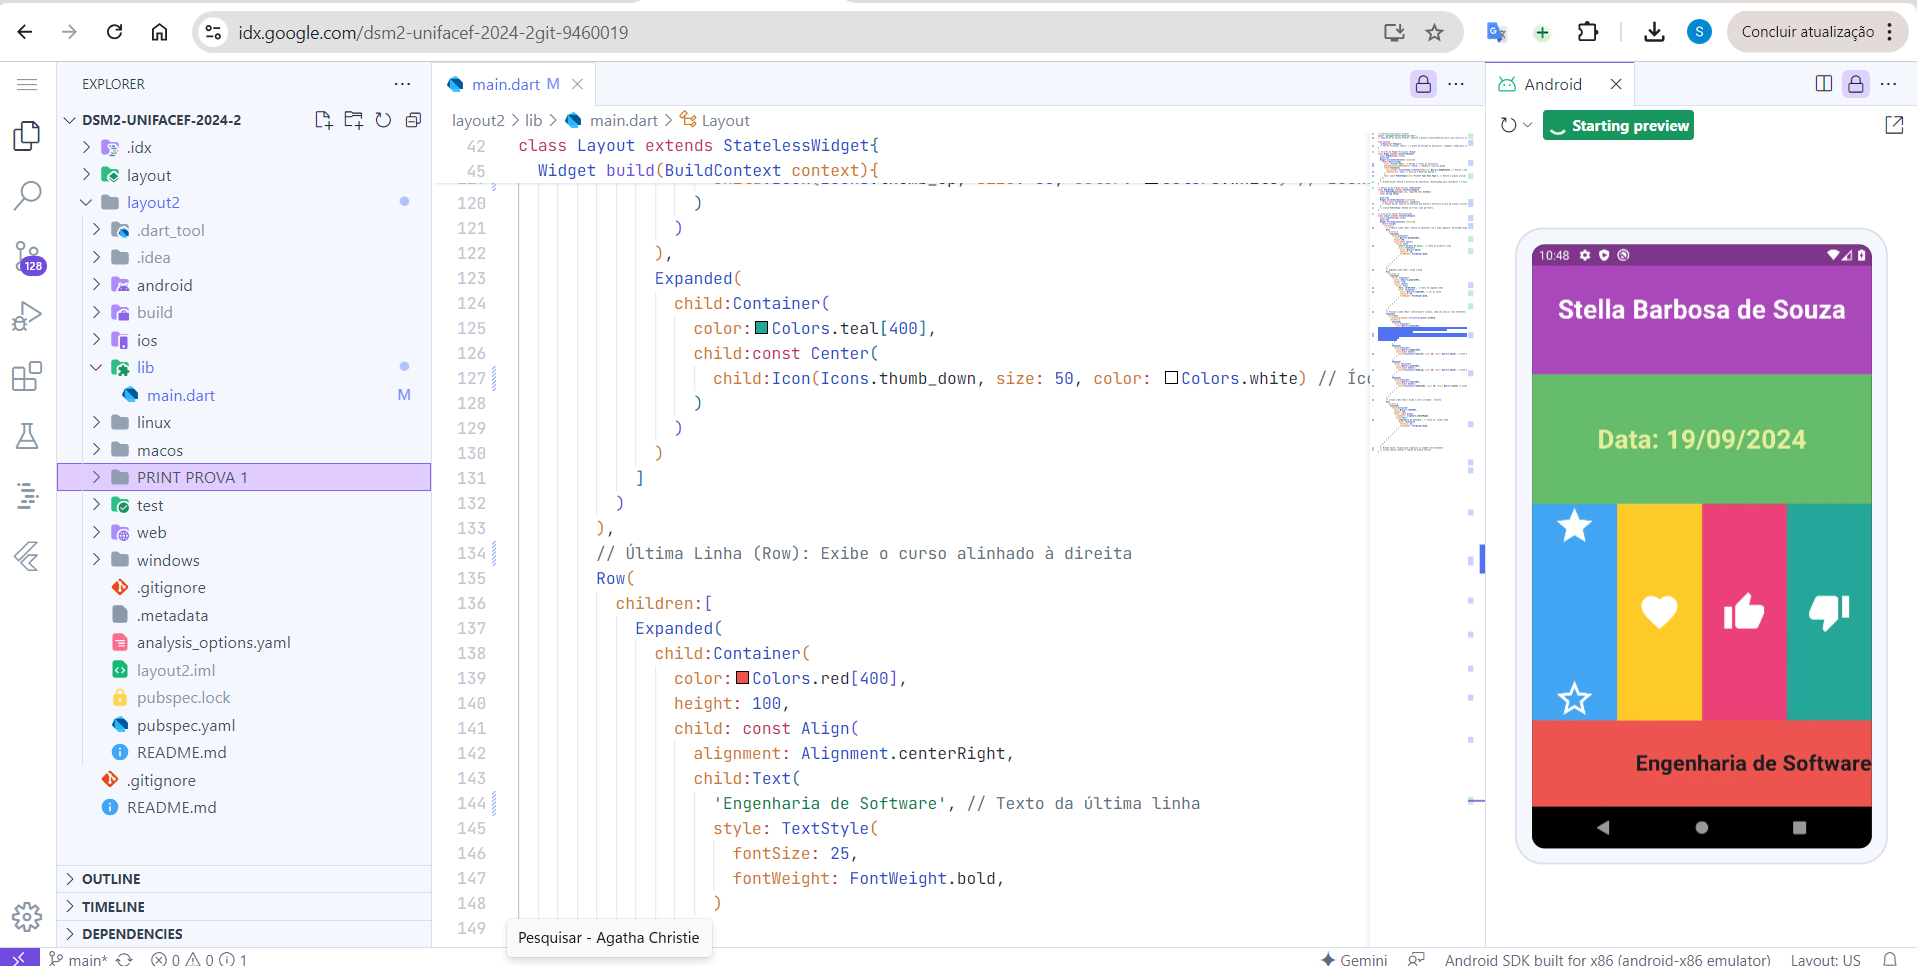 idx.google.com/dsm2-unifacef-2024-2git-9460019
S
Concluir atualização
EXPLORER
DSM2-UNIFACEF-2024-2
.idx
layout
layout2
.dart_tool
.idea
android
build
ios
lib
main.dart M
linux
macos
PRINT PROVA 1
test
web
windows
.gitignore
.metadata
analysis_options.yaml
layout2.iml
pubspec.lock
pubspec.yaml
README.md
.gitignore
README.md
OUTLINE
TIMELINE
DEPENDENCIES
128
main.dart M
layout2 > lib > main.dart > Layout
42 class Layout extends StatelessWidget{
45 Widget build(BuildContext context){
120 )
121 )
122 ),
123 Expanded(
124 child:Container(
125 color:Colors.teal[400],
126 child:const Center(
127 child:Icon(Icons.thumb_down, size: 50, color: Colors.white) // Íco
128 )
129 )
130 )
131 ]
132 )
133 ),
134 // Última Linha (Row): Exibe o curso alinhado à direita
135 Row(
136 children:[
137 Expanded(
138 child:Container(
139 color:Colors.red[400],
140 height: 100,
141 child: const Align(
142 alignment: Alignment.centerRight,
143 child:Text(
144 'Engenharia de Software', // Texto da última linha
145 style: TextStyle(
146 fontSize: 25,
147 fontWeight: FontWeight.bold,
148 )
149
Pesquisar - Agatha Christie
Android
Starting preview
10:48
Stella Barbosa de Souza
Data: 19/09/2024
Engenharia de Software
main* 0 0 1
Gemini
Android SDK built for x86 (android-x86 emulator)
Layout: US